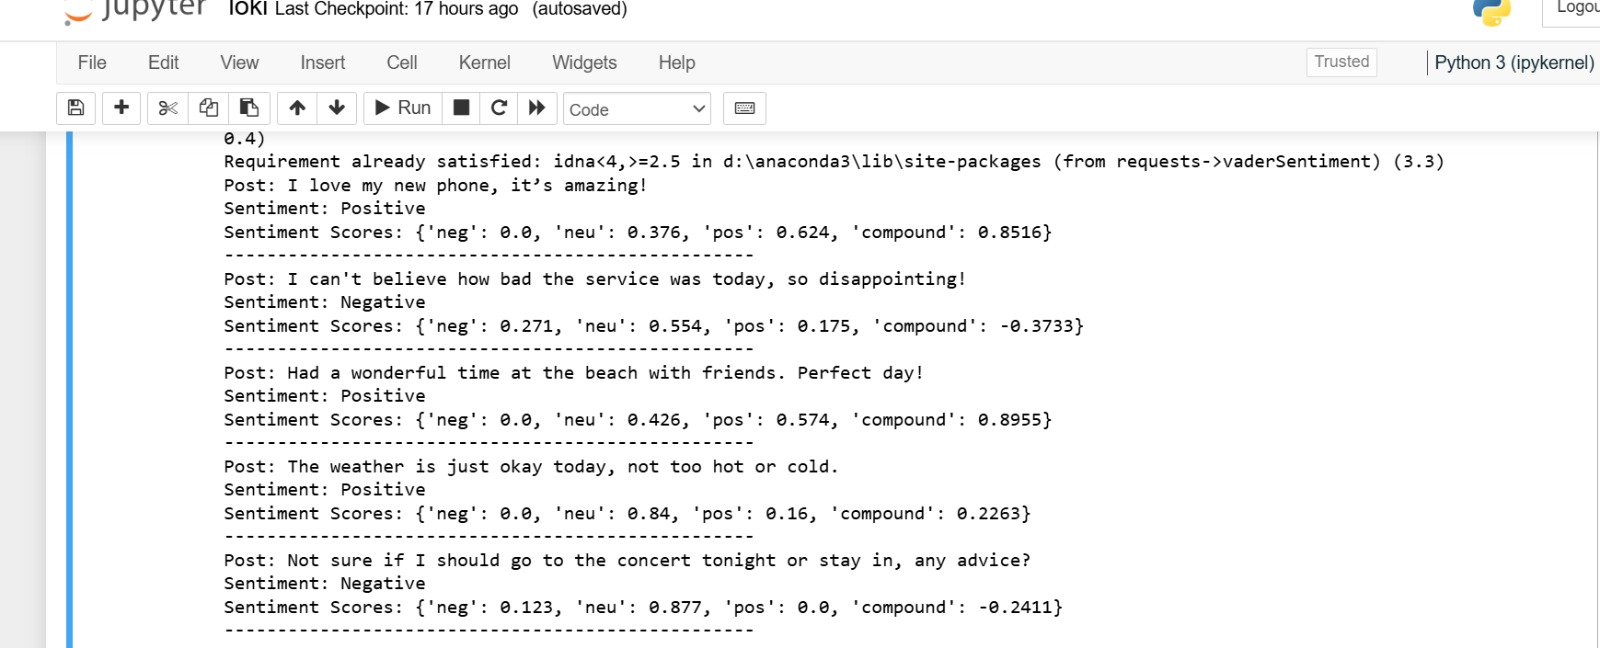 jupyter loki Last Checkpoint: 17 hours ago (autosaved)
File Edit View Insert Cell Kernel Widgets Help Trusted Python 3 (ipykernel)
Run Code
0.4)
Requirement already satisfied: idna<4,>=2.5 in d:\anaconda3\lib\site-packages (from requests->vaderSentiment) (3.3)
Post: I love my new phone, it’s amazing!
Sentiment: Positive
Sentiment Scores: {'neg': 0.0, 'neu': 0.376, 'pos': 0.624, 'compound': 0.8516}
--------------------------------------------------
Post: I can't believe how bad the service was today, so disappointing!
Sentiment: Negative
Sentiment Scores: {'neg': 0.271, 'neu': 0.554, 'pos': 0.175, 'compound': -0.3733}
--------------------------------------------------
Post: Had a wonderful time at the beach with friends. Perfect day!
Sentiment: Positive
Sentiment Scores: {'neg': 0.0, 'neu': 0.426, 'pos': 0.574, 'compound': 0.8955}
--------------------------------------------------
Post: The weather is just okay today, not too hot or cold.
Sentiment: Positive
Sentiment Scores: {'neg': 0.0, 'neu': 0.84, 'pos': 0.16, 'compound': 0.2263}
--------------------------------------------------
Post: Not sure if I should go to the concert tonight or stay in, any advice?
Sentiment: Negative
Sentiment Scores: {'neg': 0.123, 'neu': 0.877, 'pos': 0.0, 'compound': -0.2411}
--------------------------------------------------